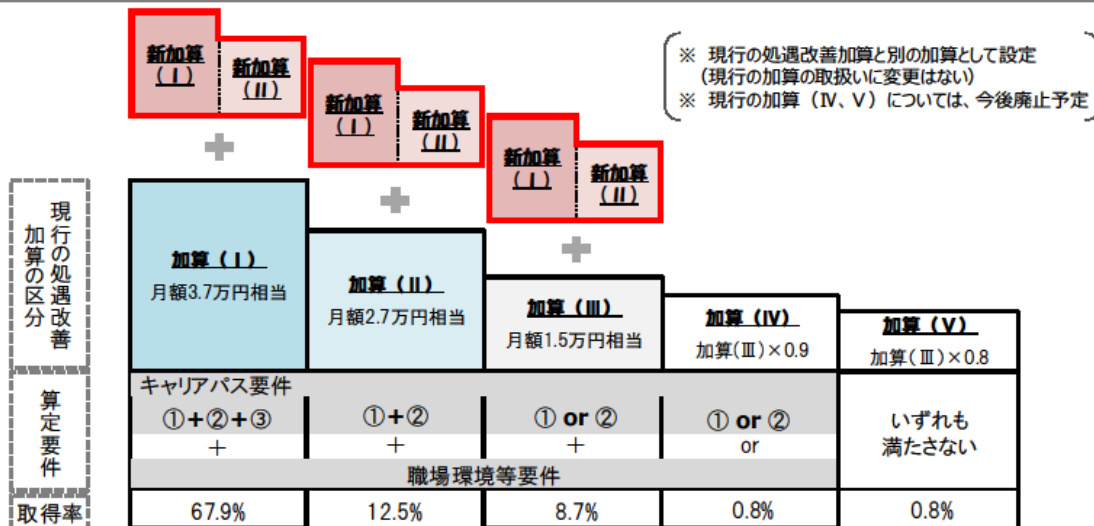 新加算
(Ⅰ)
新加算
(Ⅱ)
新加算
(Ⅰ)
新加算
(Ⅱ)
新加算
(Ⅰ)
新加算
(Ⅱ)
※ 現行の処遇改善加算と別の加算として設定
(現行の加算の取扱いに変更はない)
※ 現行の加算(Ⅳ、Ⅴ)については、今後廃止予定
+
+
+
現行の処遇改善
加算の区分
加算(Ⅰ)
月額3.7万円相当
加算(Ⅱ)
月額2.7万円相当
加算(Ⅲ)
月額1.5万円相当
加算(Ⅳ)
加算(Ⅲ)×0.9
加算(Ⅴ)
加算(Ⅲ)×0.8
算定要件
キャリアパス要件
①+②+③
①+②
① or ②
① or ②
いずれも
満たさない
+
+
+
or
職場環境等要件
取得率
67.9%
12.5%
8.7%
0.8%
0.8%